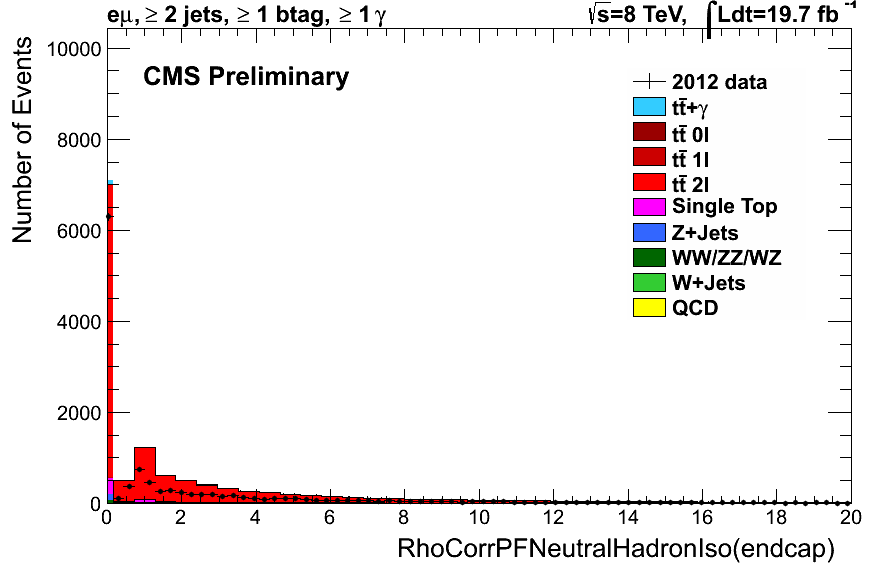 eμ, ≥ 2 jets, ≥ 1 btag, ≥ 1 γ √s=8 TeV, ∫Ldt=19.7 fb⁻¹
CMS Preliminary
2012 data
tt̄+γ
tt̄ 0l
tt̄ 1l
tt̄ 2l
Single Top
Z+Jets
WW/ZZ/WZ
W+Jets
QCD
Number of Events
10000
8000
6000
4000
2000
0
0 2 4 6 8 10 12 14 16 18 20
RhoCorrPFNeutralHadronIso(endcap)